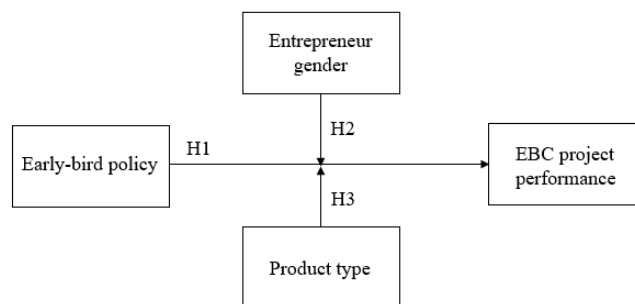 Entrepreneur
gender
H2
H1
Early-bird policy
EBC project
performance
H3
Product type